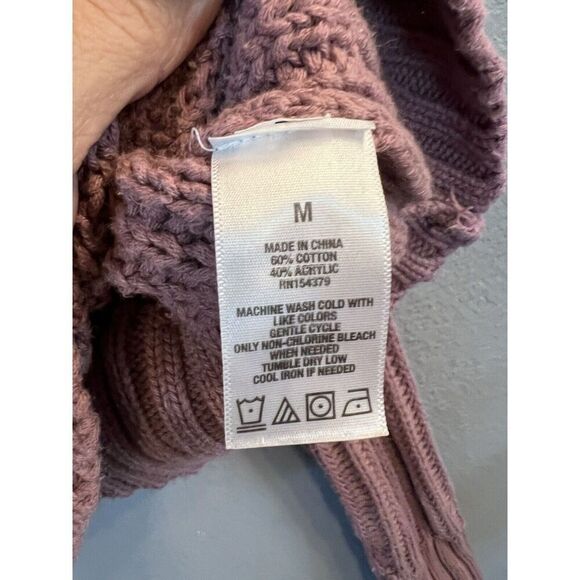 M
MADE IN CHINA
60% COTTON
40% ACRYLIC
RN154379
MACHINE WASH COLD WITH
LIKE COLORS
GENTLE CYCLE
ONLY NON-CHLORINE BLEACH
WHEN NEEDED
TUMBLE DRY LOW
COOL IRON IF NEEDED